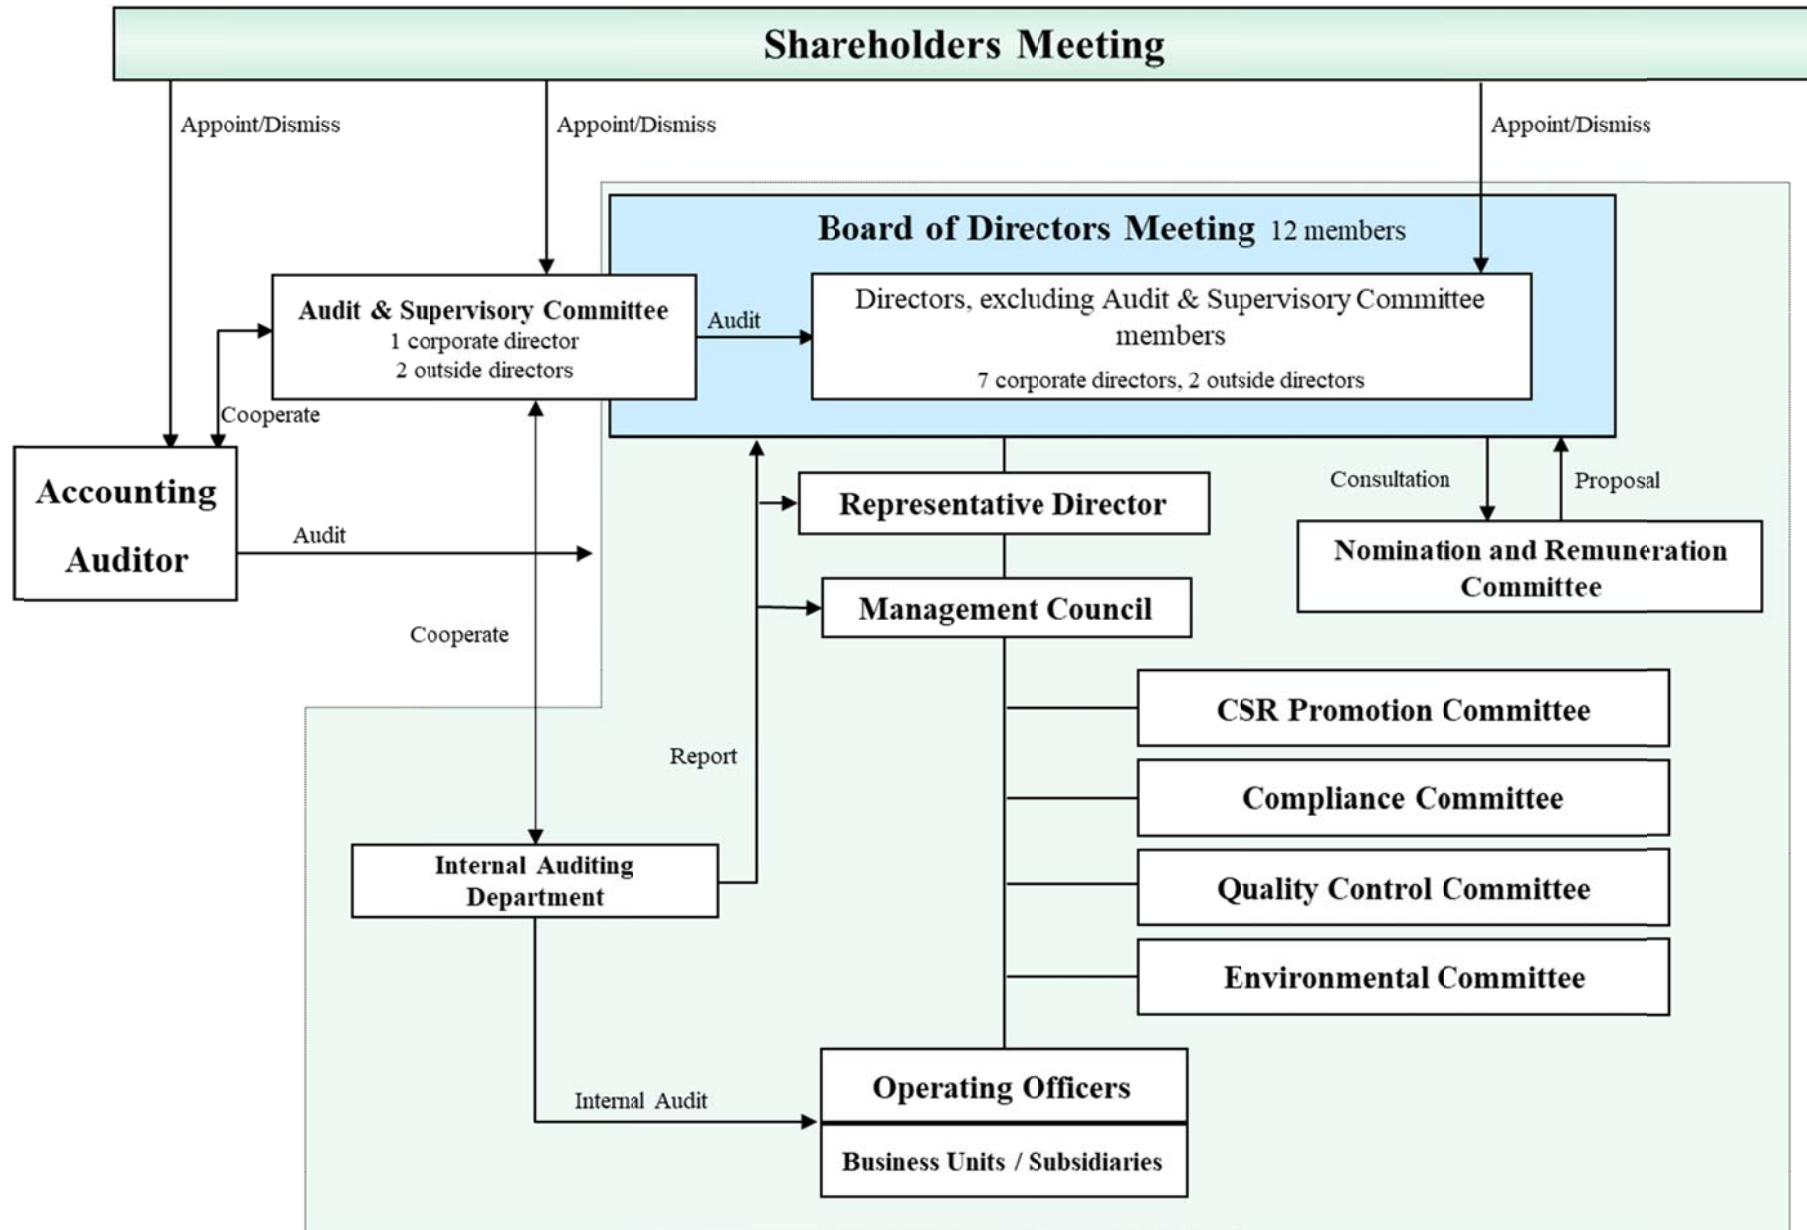 Shareholders Meeting
Appoint/Dismiss
Appoint/Dismiss
Appoint/Dismiss
Board of Directors Meeting 12 members
Audit & Supervisory Committee
1 corporate director
2 outside directors
Audit
Directors, excluding Audit & Supervisory Committee
members
7 corporate directors, 2 outside directors
Cooperate
Accounting
Auditor
Audit
Representative Director
Consultation
Proposal
Nomination and Remuneration
Committee
Management Council
Cooperate
CSR Promotion Committee
Report
Compliance Committee
Internal Auditing
Department
Quality Control Committee
Environmental Committee
Operating Officers
Internal Audit
Business Units / Subsidiaries